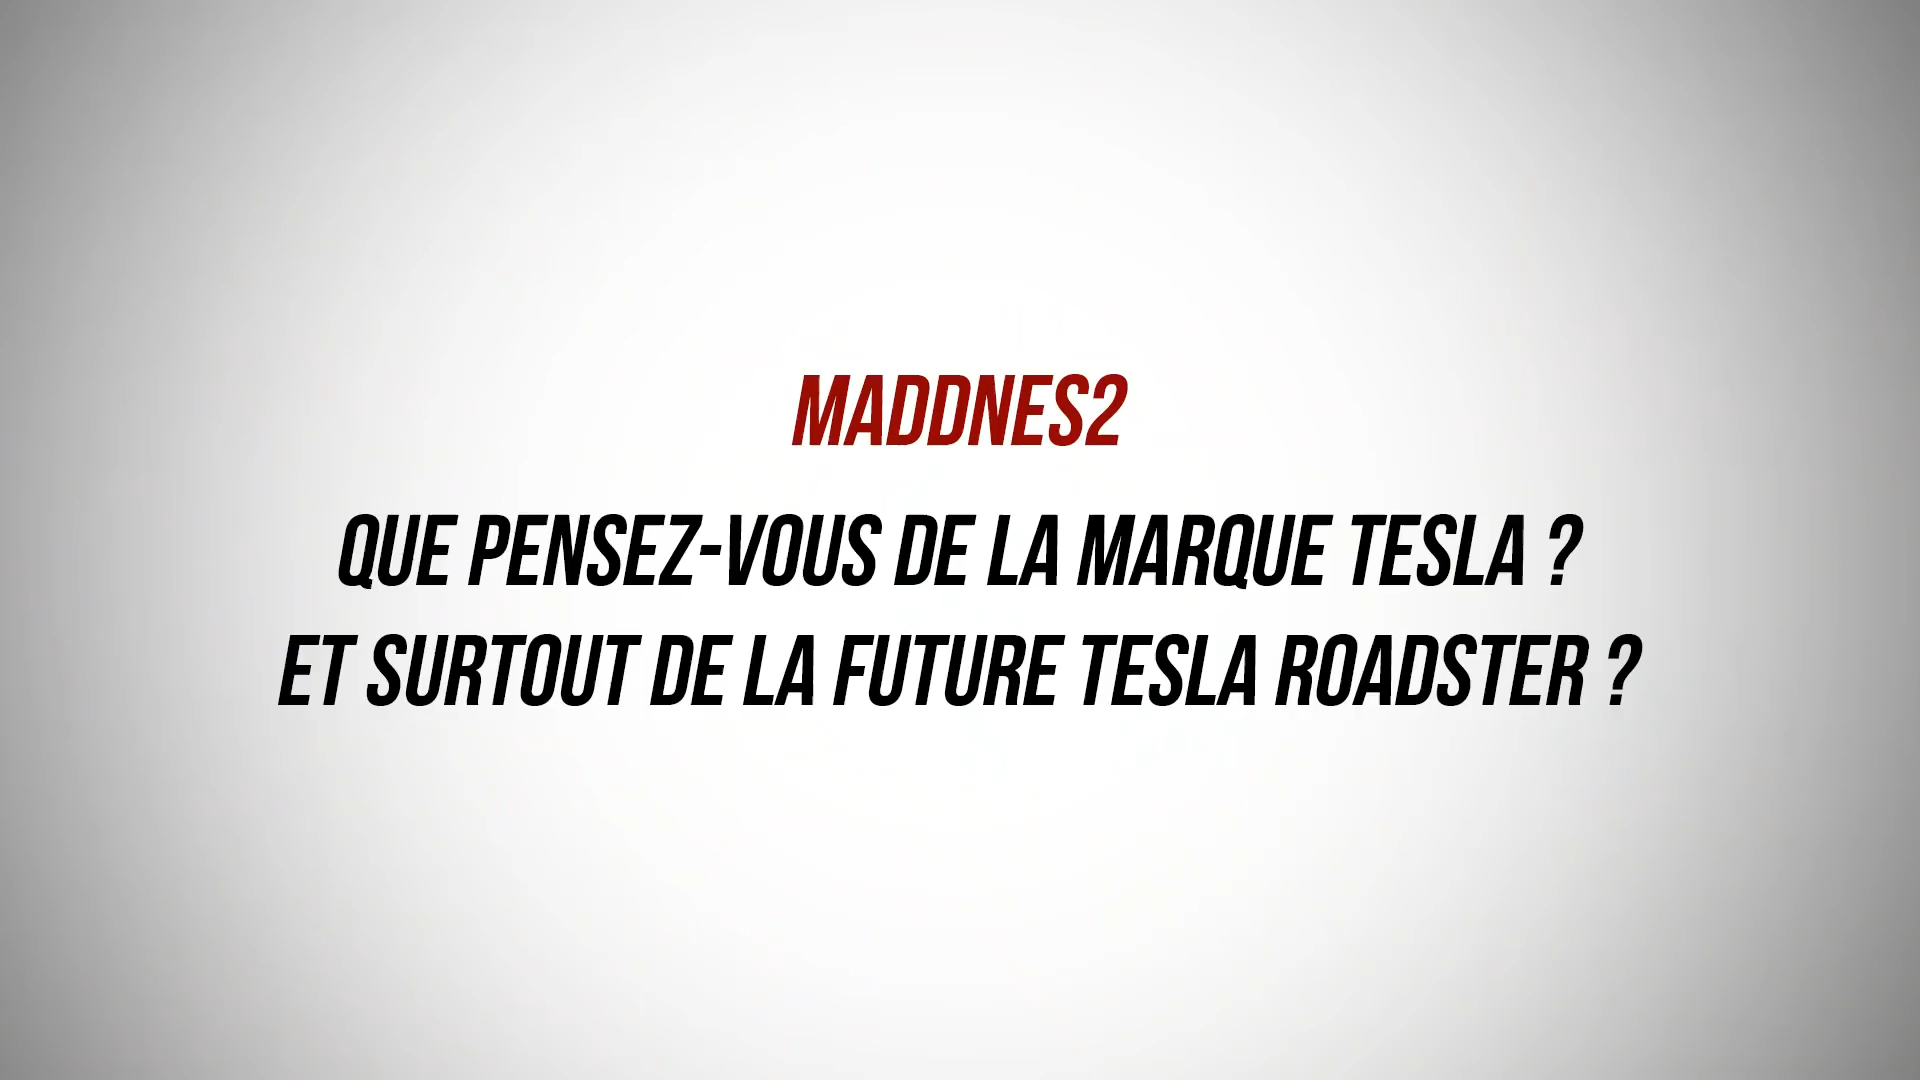 MADDNES2
QUE PENSEZ-VOUS DE LA MARQUE TESLA ?
ET SURTOUT DE LA FUTURE TESLA ROADSTER ?